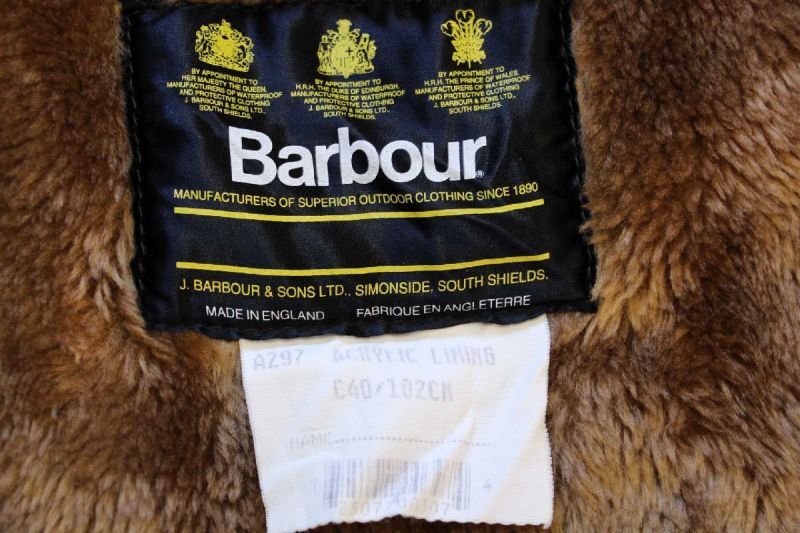 BY APPOINTMENT TO
HER MAJESTY THE QUEEN.
MANUFACTURERS OF WATERPROOF
AND PROTECTIVE CLOTHING
J. BARBOUR & SONS LTD.,
SOUTH SHIELDS.
BY APPOINTMENT TO
H.R.H. THE DUKE OF EDINBURGH
MANUFACTURERS OF WATERPROOF
AND PROTECTIVE CLOTHING
J. BARBOUR & SONS LTD.,
SOUTH SHIELDS.
BY APPOINTMENT TO
H.R.H. THE PRINCE OF WALES.
MANUFACTURERS OF WATERPROOF
AND PROTECTIVE CLOTHING
J. BARBOUR & SONS LTD.,
SOUTH SHIELDS.
Barbour®
MANUFACTURERS OF SUPERIOR OUTDOOR CLOTHING SINCE 1890
J. BARBOUR & SONS LTD., SIMONSIDE, SOUTH SHIELDS.
MADE IN ENGLAND FABRIQUE EN ANGLETERRE
A297 ACRYLIC LINING
C40/102CM
NAME